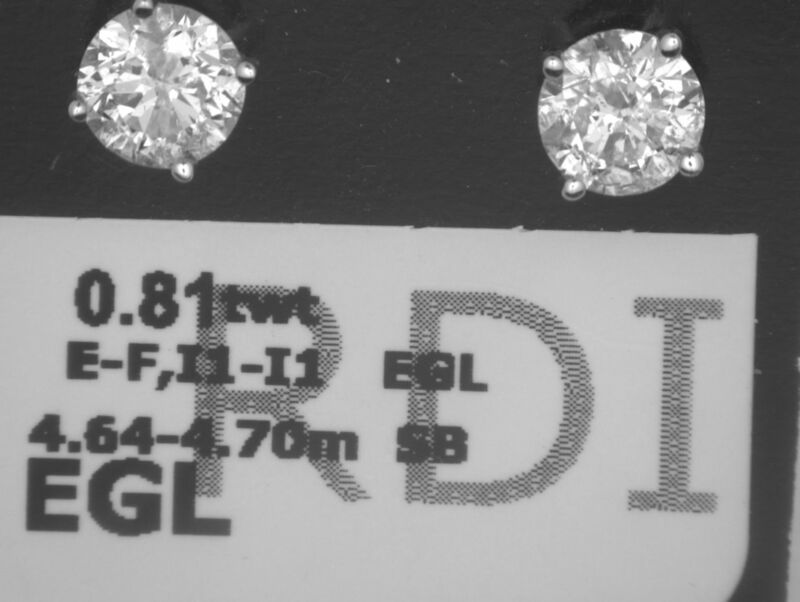 0.81twt
E-F,I1-I1 EGL
4.64-4.70m SB
EGL
RDI